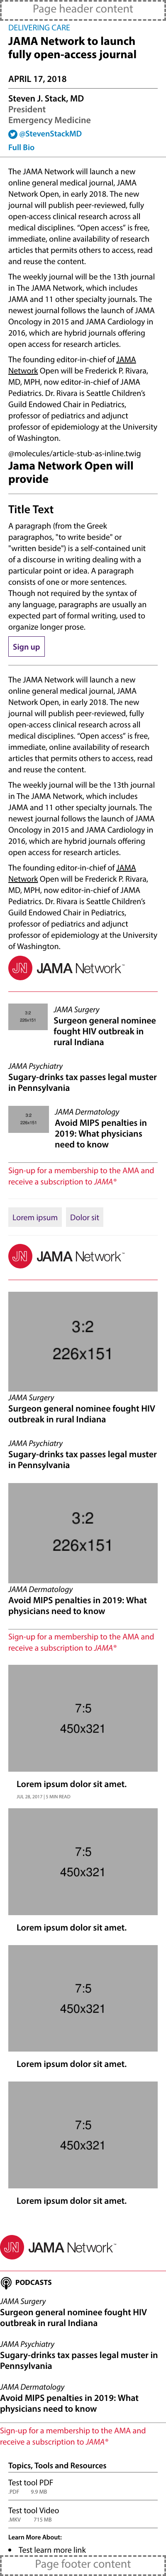 Page header content
DELIVERING CARE
JAMA Network to launch
fully open-access journal
APRIL 17, 2018
Steven J. Stack, MD
President
Emergency Medicine
@StevenStackMD
Full Bio
The JAMA Network will launch a new
online general medical journal, JAMA
Network Open, in early 2018. The new
journal will publish peer-reviewed, fully
open-access clinical research across all
medical disciplines. “Open access” is free,
immediate, online availability of research
articles that permits others to access, read
and reuse the content.
The weekly journal will be the 13th journal
in The JAMA Network, which includes
JAMA and 11 other specialty journals. The
newest journal follows the launch of JAMA
Oncology in 2015 and JAMA Cardiology in
2016, which are hybrid journals offering
open access for research articles.
The founding editor-in-chief of JAMA
Network Open will be Frederick P. Rivara,
MD, MPH, now editor-in-chief of JAMA
Pediatrics. Dr. Rivara is Seattle Children’s
Guild Endowed Chair in Pediatrics,
professor of pediatrics and adjunct
professor of epidemiology at the University
of Washington.
@molecules/article-stub-as-inline.twig
Jama Network Open will
provide
Title Text
A paragraph (from the Greek
paragraphos, “to write beside” or
“written beside”) is a self-contained unit
of a discourse in writing dealing with a
particular point or idea. A paragraph
consists of one or more sentences.
Though not required by the syntax of
any language, paragraphs are usually an
expected part of formal writing, used to
organize longer prose.
Sign up
The JAMA Network will launch a new
online general medical journal, JAMA
Network Open, in early 2018. The new
journal will publish peer-reviewed, fully
open-access clinical research across all
medical disciplines. “Open access” is free,
immediate, online availability of research
articles that permits others to access, read
and reuse the content.
The weekly journal will be the 13th journal
in The JAMA Network, which includes
JAMA and 11 other specialty journals. The
newest journal follows the launch of JAMA
Oncology in 2015 and JAMA Cardiology in
2016, which are hybrid journals offering
open access for research articles.
The founding editor-in-chief of JAMA
Network Open will be Frederick P. Rivara,
MD, MPH, now editor-in-chief of JAMA
Pediatrics. Dr. Rivara is Seattle Children’s
Guild Endowed Chair in Pediatrics,
professor of pediatrics and adjunct
professor of epidemiology at the University
of Washington.
JN JAMA Network™
3:2
226x151
JAMA Surgery
Surgeon general nominee
fought HIV outbreak in
rural Indiana
JAMA Psychiatry
Sugary-drinks tax passes legal muster
in Pennsylvania
3:2
226x151
JAMA Dermatology
Avoid MIPS penalties in
2019: What physicians
need to know
Sign-up for a membership to the AMA and
receive a subscription to JAMA*
Lorem ipsum Dolor sit
JN JAMA Network™
3:2
226x151
JAMA Surgery
Surgeon general nominee fought HIV
outbreak in rural Indiana
JAMA Psychiatry
Sugary-drinks tax passes legal muster
in Pennsylvania
3:2
226x151
JAMA Dermatology
Avoid MIPS penalties in 2019: What
physicians need to know
Sign-up for a membership to the AMA and
receive a subscription to JAMA*
7:5
450x321
Lorem ipsum dolor sit amet.
JUL 28, 2017 | 5 MIN READ
7:5
450x321
Lorem ipsum dolor sit amet.
7:5
450x321
Lorem ipsum dolor sit amet.
7:5
450x321
Lorem ipsum dolor sit amet.
JN JAMA Network™
PODCASTS
JAMA Surgery
Surgeon general nominee fought HIV
outbreak in rural Indiana
JAMA Psychiatry
Sugary-drinks tax passes legal muster in
Pennsylvania
JAMA Dermatology
Avoid MIPS penalties in 2019: What
physicians need to know
Sign-up for a membership to the AMA and
receive a subscription to JAMA*
Topics, Tools and Resources
Test tool PDF
.PDF 9.9 MB
Test tool Video
.MKV 715 MB
Learn More About:
• Test learn more link
Page footer content